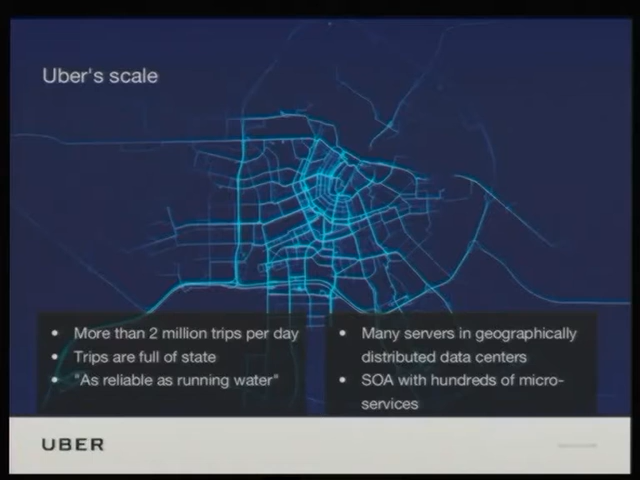 Uber's scale
• More than 2 million trips per day
• Trips are full of state
• "As reliable as running water"
• Many servers in geographically
distributed data centers
• SOA with hundreds of micro-
services
UBER